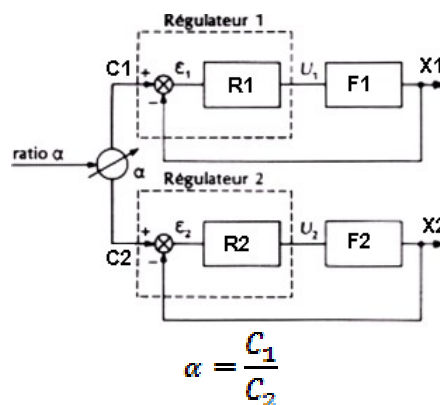 Régulateur 1
C1 + ε₁ R1 U₁ F1 X1
−
ratio α
α
Régulateur 2
C2 + ε₂ R2 U₂ F2 X2
−
α = C₁ / C₂